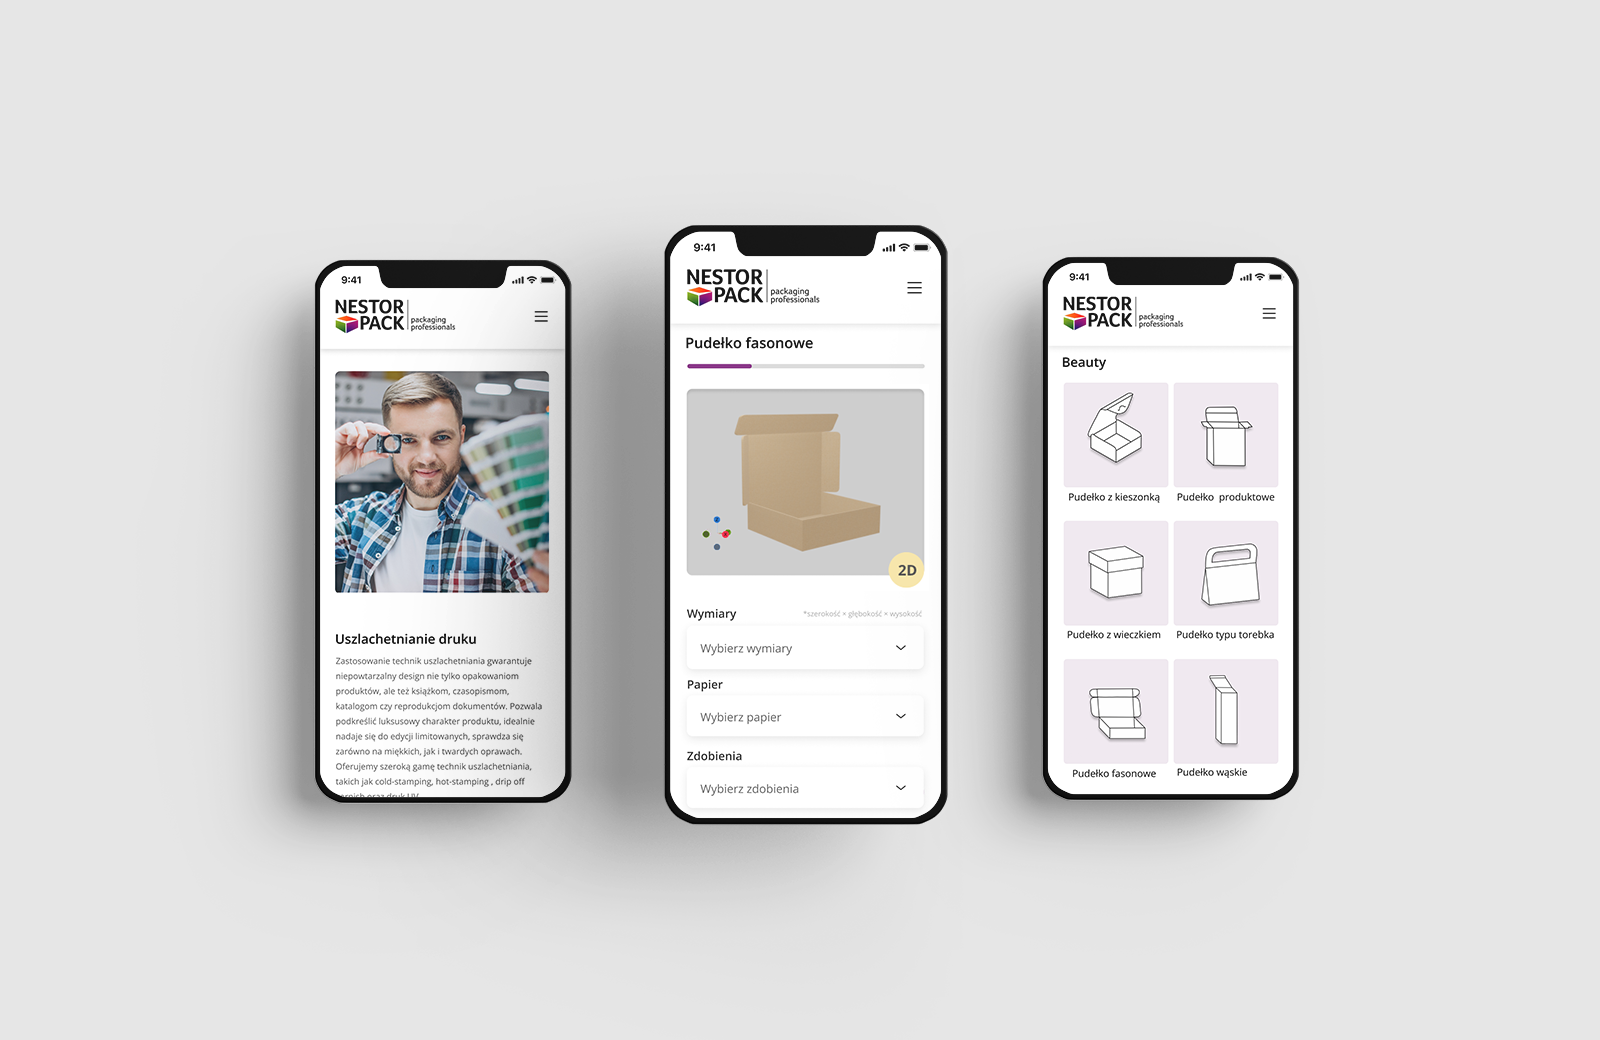 9:41
NESTOR
PACK
packaging
professionals
Uszlachetnianie druku
Zastosowanie technik uszlachetniania gwarantuje
niepowtarzalny design nie tylko opakowaniom
produktów, ale też książkom, czasopismom,
katalogom czy reprodukcjom dokumentów. Pozwala
podkreślić luksusowy charakter produktu, idealnie
nadaje się do edycji limitowanych, sprawdza się
zarówno na miękkich, jak i twardych oprawach.
Oferujemy szeroką gamę technik uszlachetniania,
takich jak cold-stamping, hot-stamping , drip off
oraz druk UV
9:41
NESTOR
PACK
packaging
professionals
Pudełko fasonowe
2D
Wymiary
*szerokość × głębokość × wysokość
Wybierz wymiary
Papier
Wybierz papier
Zdobienia
Wybierz zdobienia
9:41
NESTOR
PACK
packaging
professionals
Beauty
Pudełko z kieszonką
Pudełko  produktowe
Pudełko z wieczkiem
Pudełko typu torebka
Pudełko fasonowe
Pudełko wąskie